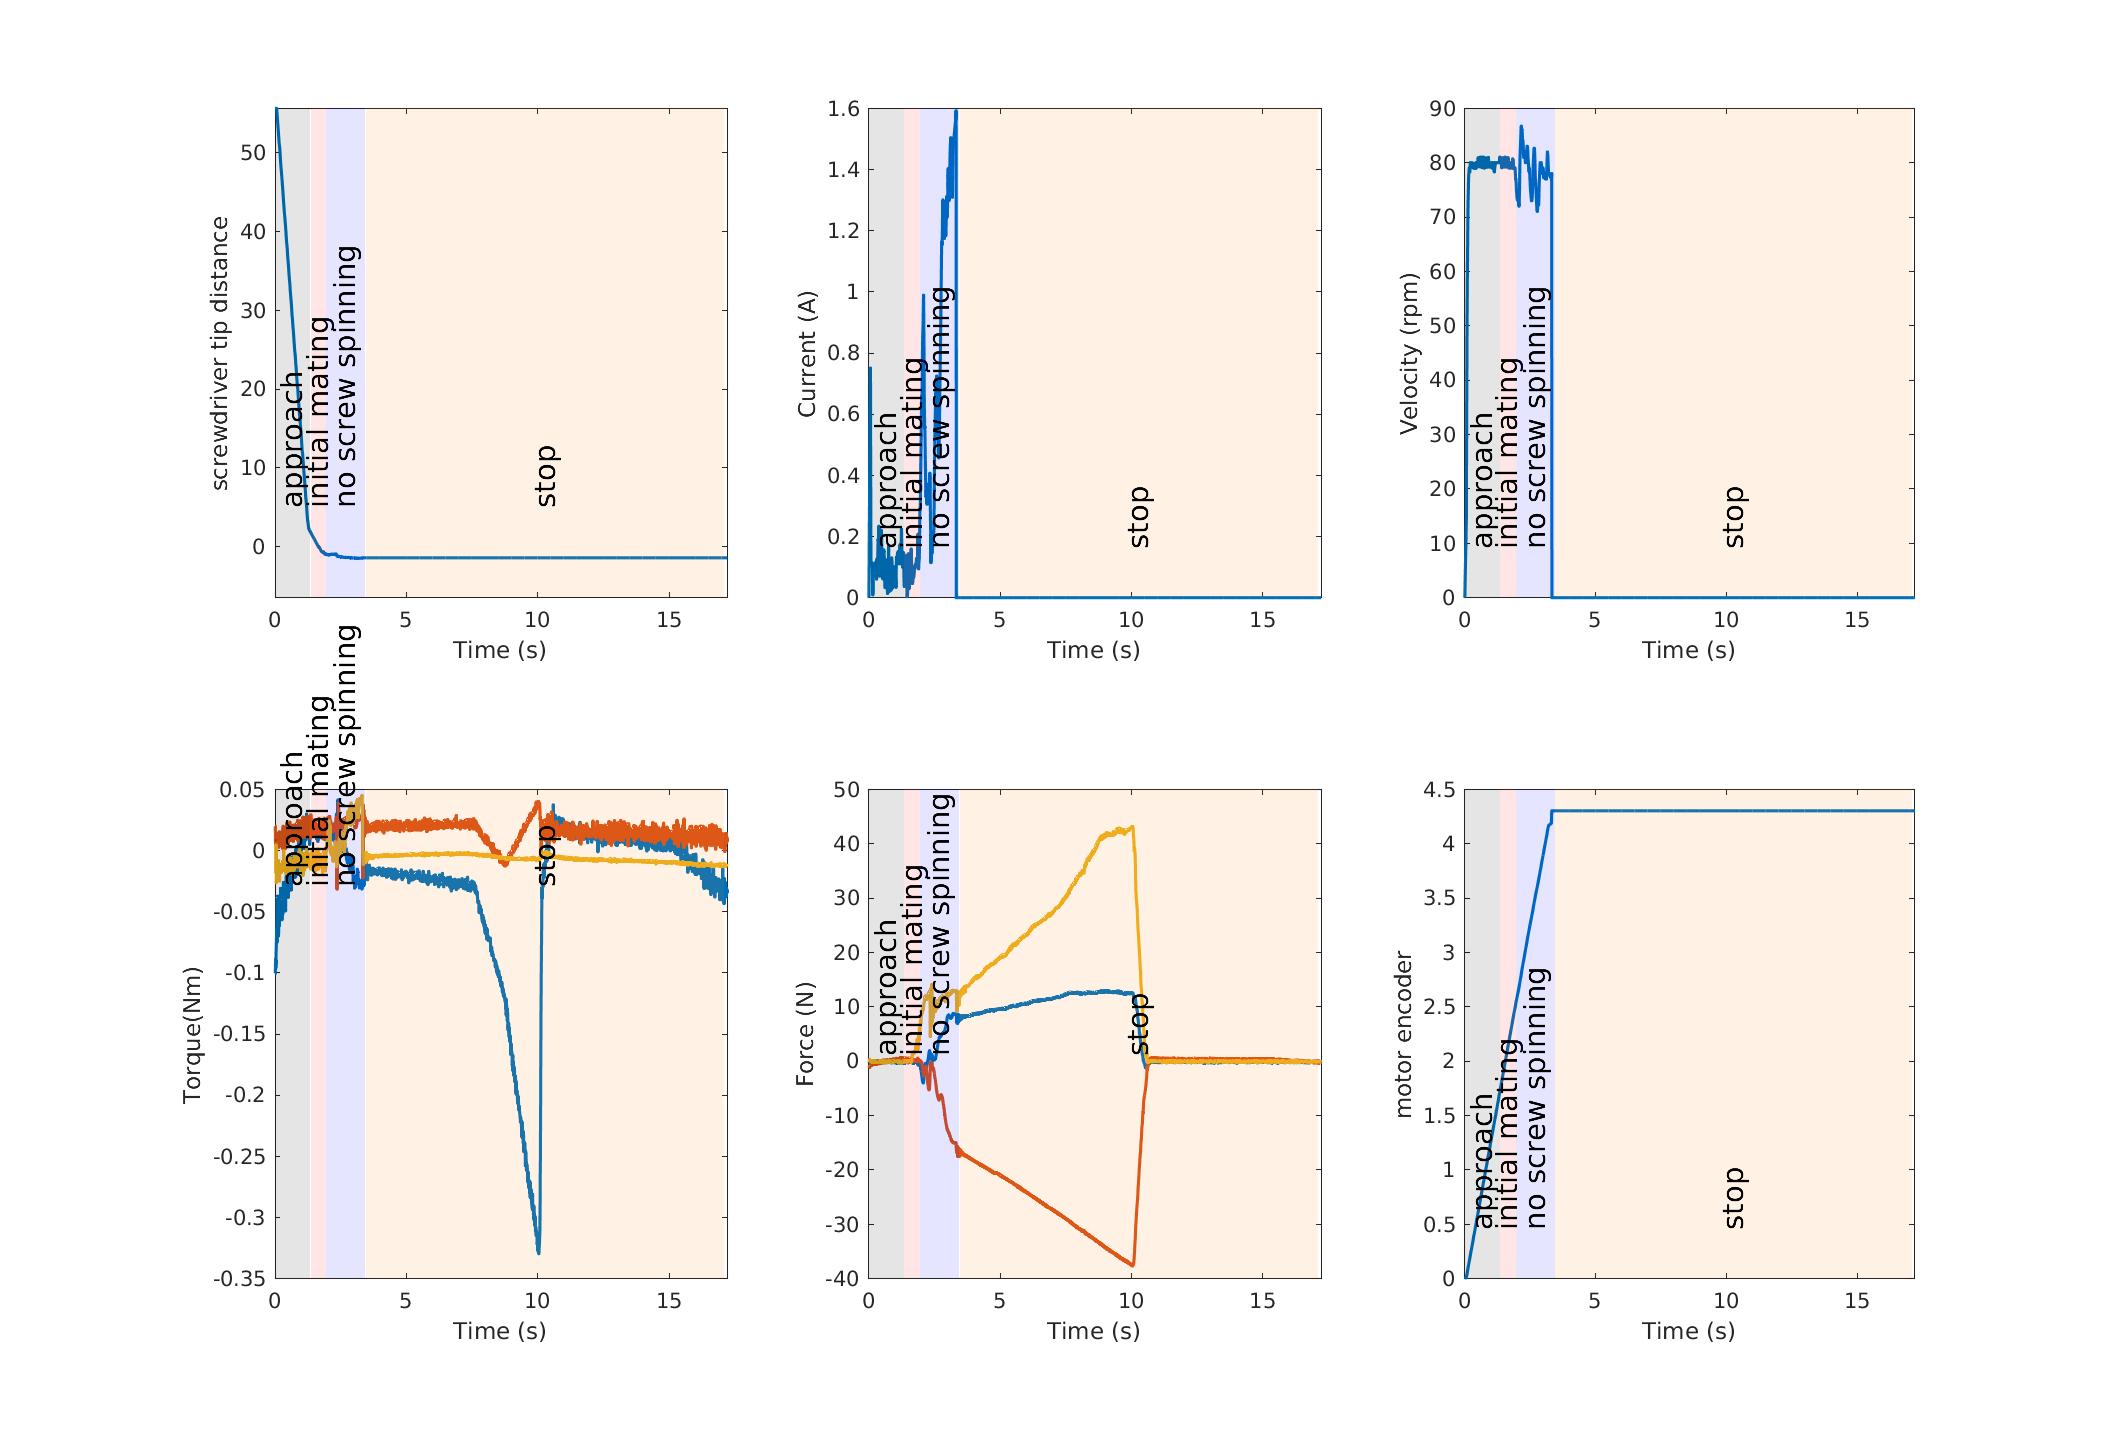 screwdriver tip distance
50
40
30
20
10
0
approach
initial mating
no screw spinning
stop
0
5
10
15
Time (s)
Current (A)
1.6
1.4
1.2
1
0.8
0.6
0.4
0.2
0
approach
initial mating
no screw spinning
stop
0
5
10
15
Time (s)
Velocity (rpm)
90
80
70
60
50
40
30
20
10
0
approach
initial mating
no screw spinning
stop
0
5
10
15
Time (s)
Torque(Nm)
0.05
0
-0.05
-0.1
-0.15
-0.2
-0.25
-0.3
-0.35
approach
initial mating
no screw spinning
stop
0
5
10
15
Time (s)
Force (N)
50
40
30
20
10
0
-10
-20
-30
-40
approach
initial mating
no screw spinning
stop
0
5
10
15
Time (s)
motor encoder
4.5
4
3.5
3
2.5
2
1.5
1
0.5
0
approach
initial mating
no screw spinning
stop
0
5
10
15
Time (s)